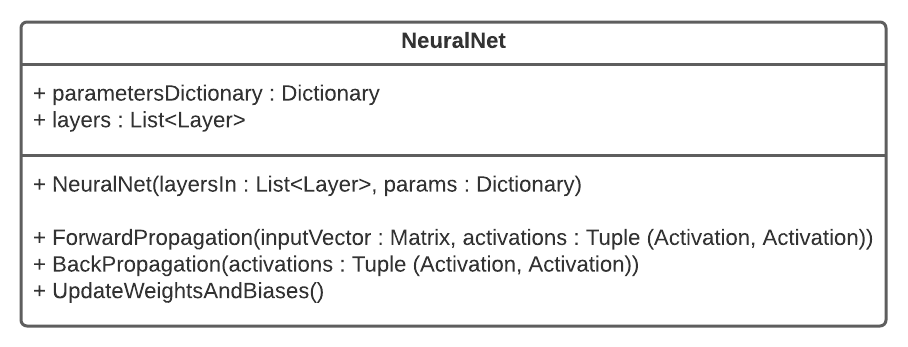 NeuralNet
+ parametersDictionary : Dictionary
+ layers : List<Layer>
+ NeuralNet(layersIn : List<Layer>, params : Dictionary)
+ ForwardPropagation(inputVector : Matrix, activations : Tuple (Activation, Activation))
+ BackPropagation(activations : Tuple (Activation, Activation))
+ UpdateWeightsAndBiases()